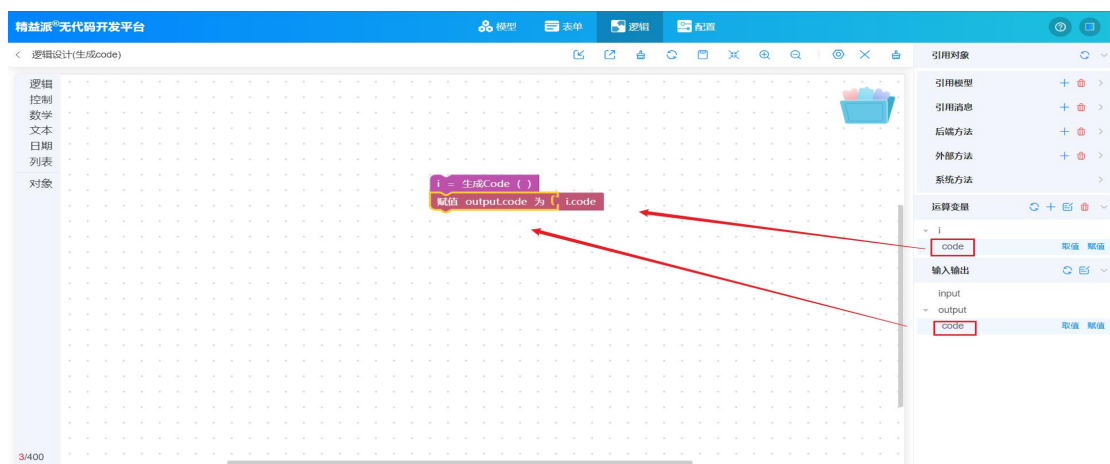 精益派®无代码开发平台
模型
表单
逻辑
配置
逻辑设计(生成code)
引用对象
逻辑
控制
数学
文本
日期
列表
对象
i = 生成Code ( )
赋值 output.code 为 i.code
引用模型
引用消息
后端方法
外部方法
系统方法
运算变量
i
code 取值 赋值
输入输出
input
output
code 取值 赋值
3/400